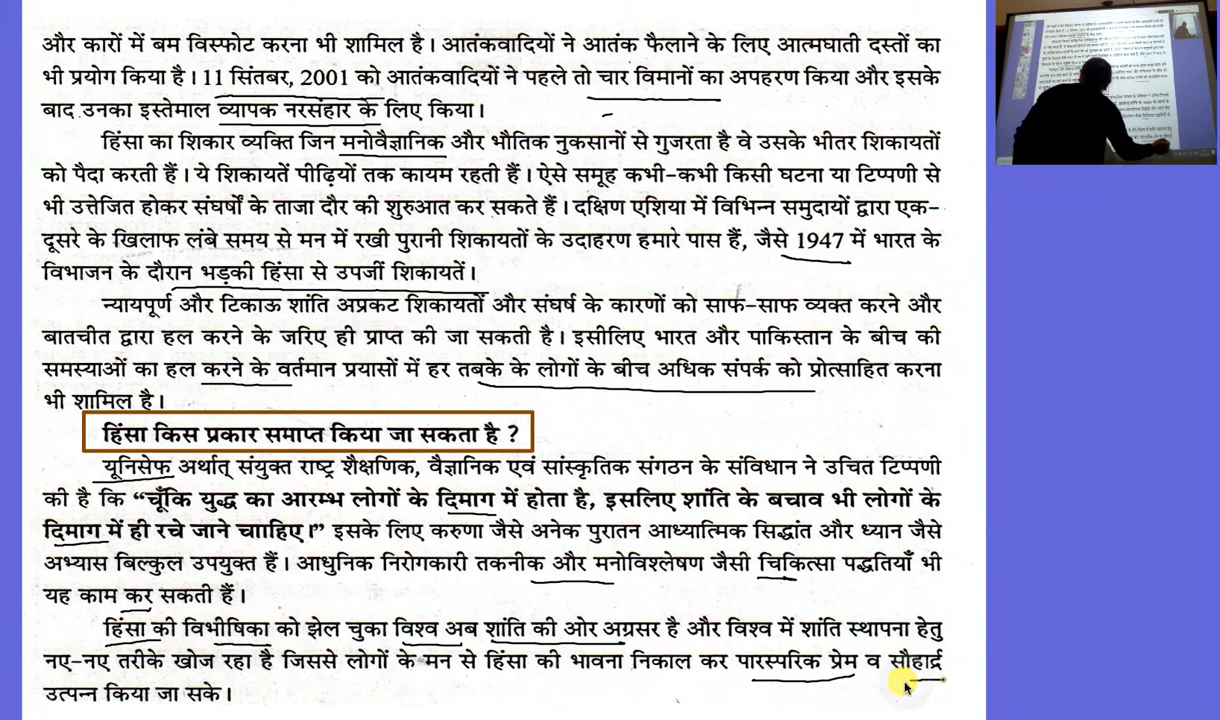 और कारों में बम विस्फोट करना भी शामिल है। आतंकवादियों ने आतंक फैलाने के लिए आत्मघाती दस्तों का
भी प्रयोग किया है। 11 सिंतबर, 2001 को आतंकवादियों ने पहले तो चार विमानों का अपहरण किया और इसके
बाद उनका इस्तेमाल व्यापक नरसंहार के लिए किया।
हिंसा का शिकार व्यक्ति जिन मनोवैज्ञानिक और भौतिक नुकसानों से गुजरता है वे उसके भीतर शिकायतों
को पैदा करती हैं। ये शिकायतें पीढ़ियों तक कायम रहती हैं। ऐसे समूह कभी-कभी किसी घटना या टिप्पणी से
भी उत्तेजित होकर संघर्षों के ताजा दौर की शुरुआत कर सकते हैं। दक्षिण एशिया में विभिन्न समुदायों द्वारा एक-
दूसरे के खिलाफ लंबे समय से मन में रखी पुरानी शिकायतों के उदाहरण हमारे पास हैं, जैसे 1947 में भारत के
विभाजन के दौरान भड़की हिंसा से उपजीं शिकायतें।
न्यायपूर्ण और टिकाऊ शांति अप्रकट शिकायतों और संघर्ष के कारणों को साफ-साफ व्यक्त करने और
बातचीत द्वारा हल करने के जरिए ही प्राप्त की जा सकती है। इसीलिए भारत और पाकिस्तान के बीच की
समस्याओं का हल करने के वर्तमान प्रयासों में हर तबके के लोगों के बीच अधिक संपर्क को प्रोत्साहित करना
भी शामिल है।
हिंसा किस प्रकार समाप्त किया जा सकता है ?
यूनिसेफ अर्थात् संयुक्त राष्ट्र शैक्षणिक, वैज्ञानिक एवं सांस्कृतिक संगठन के संविधान ने उचित टिप्पणी
की है कि “चूँकि युद्ध का आरम्भ लोगों के दिमाग में होता है, इसलिए शांति के बचाव भी लोगों के
दिमाग में ही रचे जाने चााहिए।” इसके लिए करुणा जैसे अनेक पुरातन आध्यात्मिक सिद्धांत और ध्यान जैसे
अभ्यास बिल्कुल उपयुक्त हैं। आधुनिक निरोगकारी तकनीक और मनोविश्लेषण जैसी चिकित्सा पद्धतियाँ भी
यह काम कर सकती हैं।
हिंसा की विभीषिका को झेल चुका विश्व अब शांति की ओर अग्रसर है और विश्व में शांति स्थापना हेतु
नए-नए तरीके खोज रहा है जिससे लोगों के मन से हिंसा की भावना निकाल कर पारस्परिक प्रेम व सौहार्द्र
उत्पन्न किया जा सके।